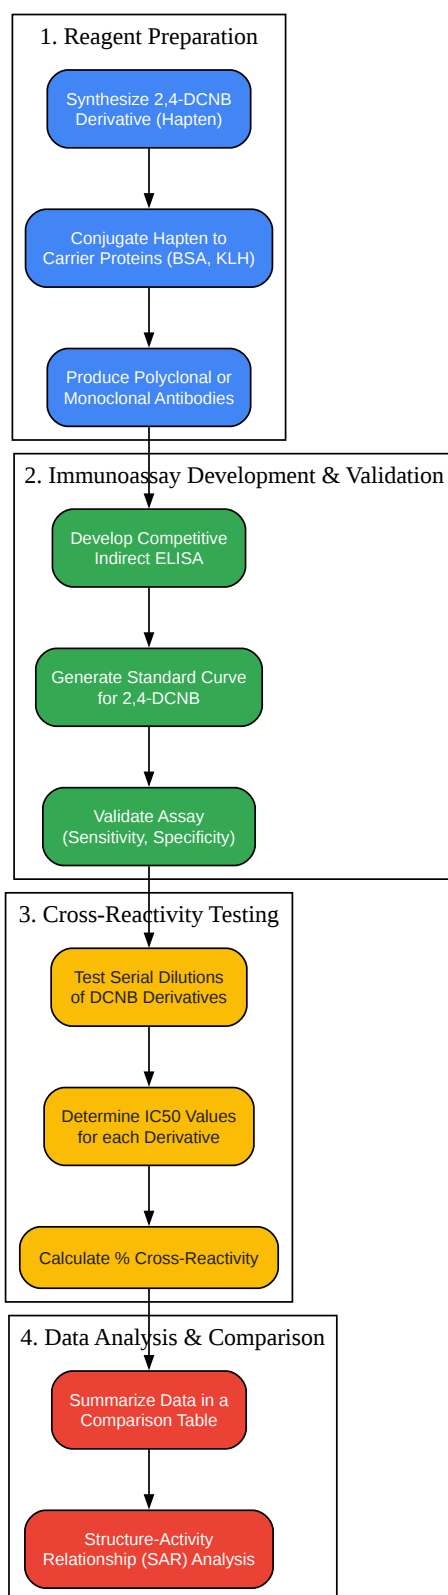 1. Reagent Preparation
Synthesize 2,4-DCNB
Derivative (Hapten)
Conjugate Hapten to
Carrier Proteins (BSA, KLH)
Produce Polyclonal or
Monoclonal Antibodies
2. Immunoassay Development & Validation
Develop Competitive
Indirect ELISA
Generate Standard Curve
for 2,4-DCNB
Validate Assay
(Sensitivity, Specificity)
3. Cross-Reactivity Testing
Test Serial Dilutions
of DCNB Derivatives
Determine IC50 Values
for each Derivative
Calculate % Cross-Reactivity
4. Data Analysis & Comparison
Summarize Data in a
Comparison Table
Structure-Activity
Relationship (SAR) Analysis